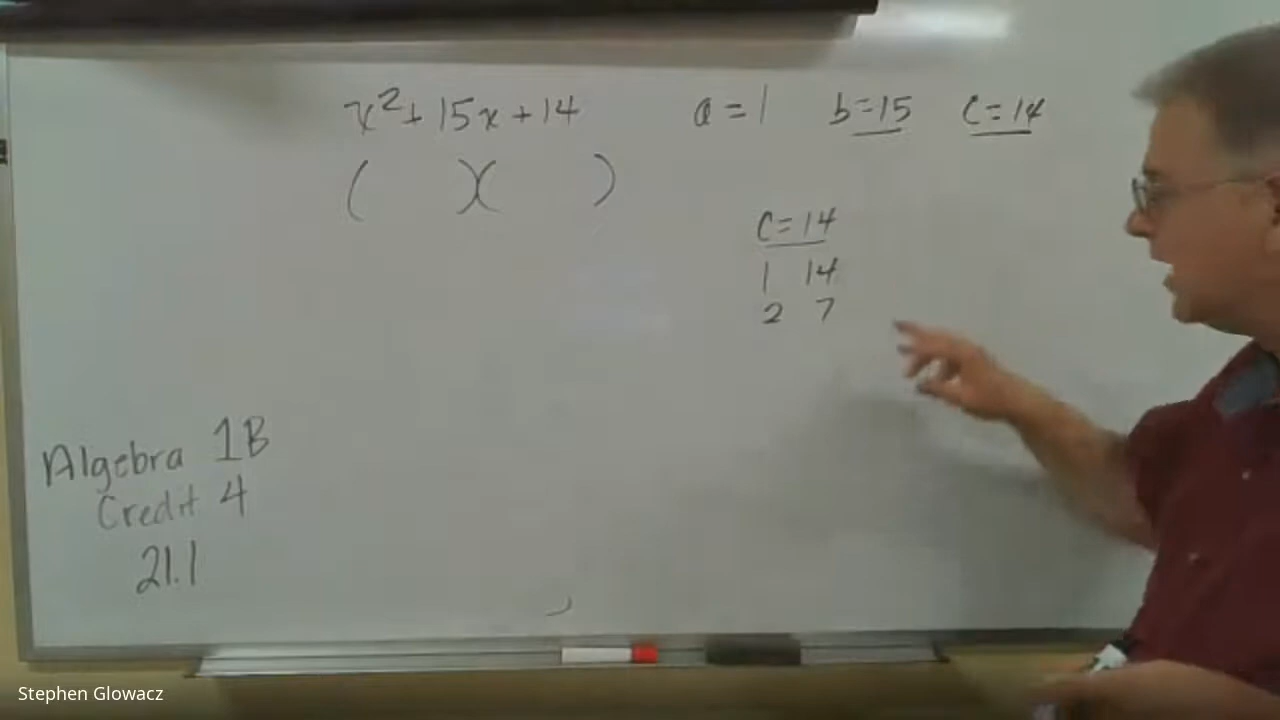 x²+15x+14 a=1 b=15 c=14
( )( )
c=14
1 14
2 7
Algebra 1B
Credit 4
21.1
Stephen Glowacz